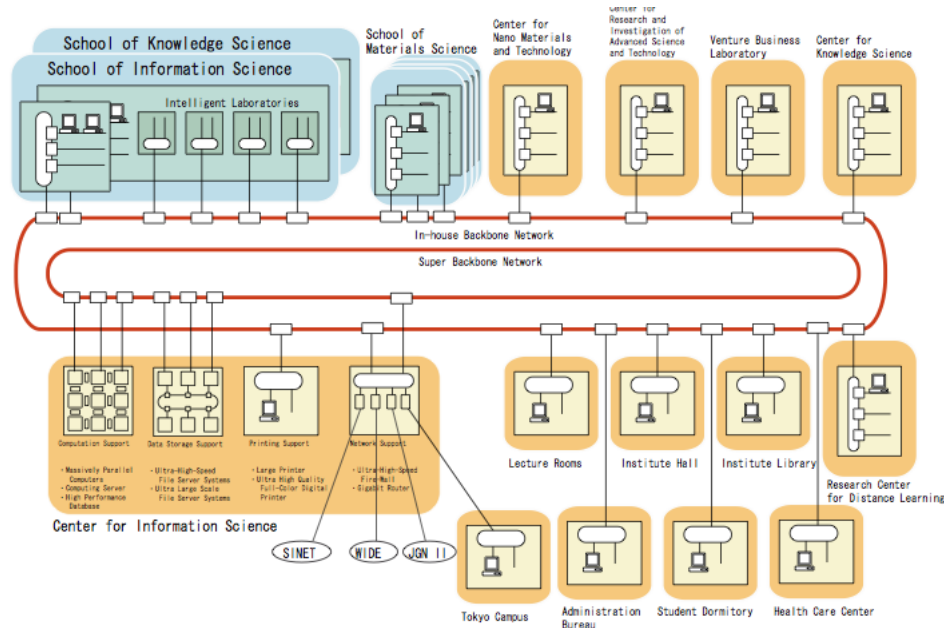 School of Knowledge Science
School of Information Science
Intelligent Laboratories
School of
Materials Science
Center for
Nano Materials
and Technology
Center for
Research and
Investigation of
Advanced Science
and Technology
Venture Business
Laboratory
Center for
Knowledge Science
In-house Backbone Network
Super Backbone Network
Computation Support
・Massively Parallel
Computers
・Computing Server
・High Performance
Database
Data Storage Support
・Ultra-High-Speed
File Server Systems
・Ultra Large Scale
File Server Systems
Printing Support
・Large Printer
・Ultra High Quality
Full-Color Digital
Printer
Network Support
・Ultra-High-Speed
Fire-Wall
・Gigabit Router
Center for Information Science
SINET
WIDE
JGN II
Lecture Rooms
Institute Hall
Institute Library
Research Center
for Distance Learning
Tokyo Campus
Administration
Bureau
Student Dormitory
Health Care Center